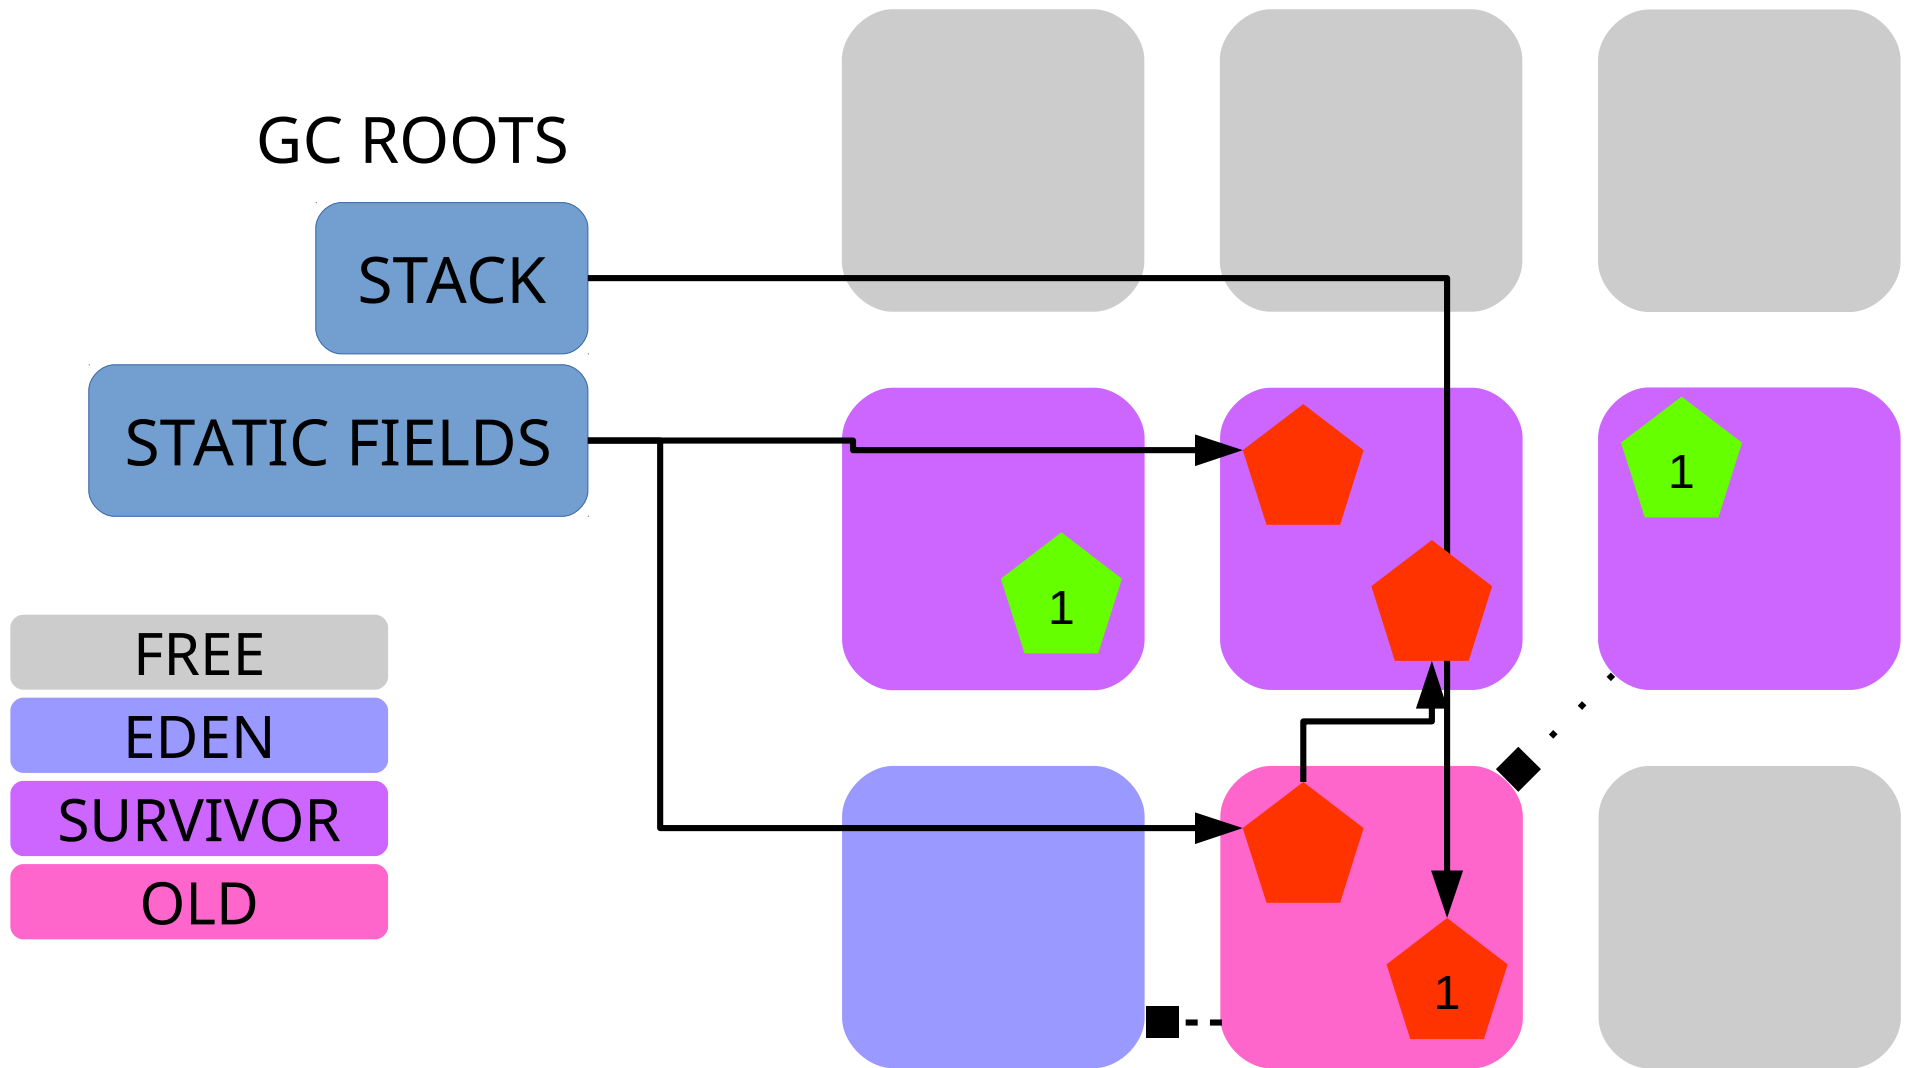 GC ROOTS
STACK
STATIC FIELDS
1
1
FREE
EDEN
SURVIVOR
OLD
1